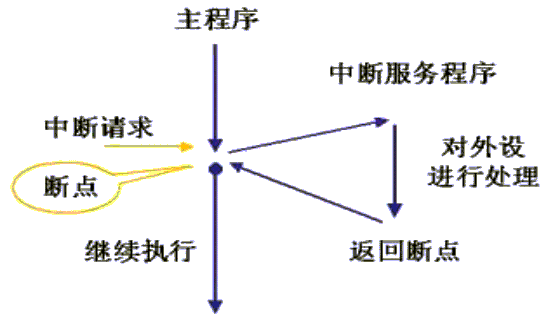 主程序
中断服务程序
中断请求
对外设
进行处理
断点
继续执行
返回断点